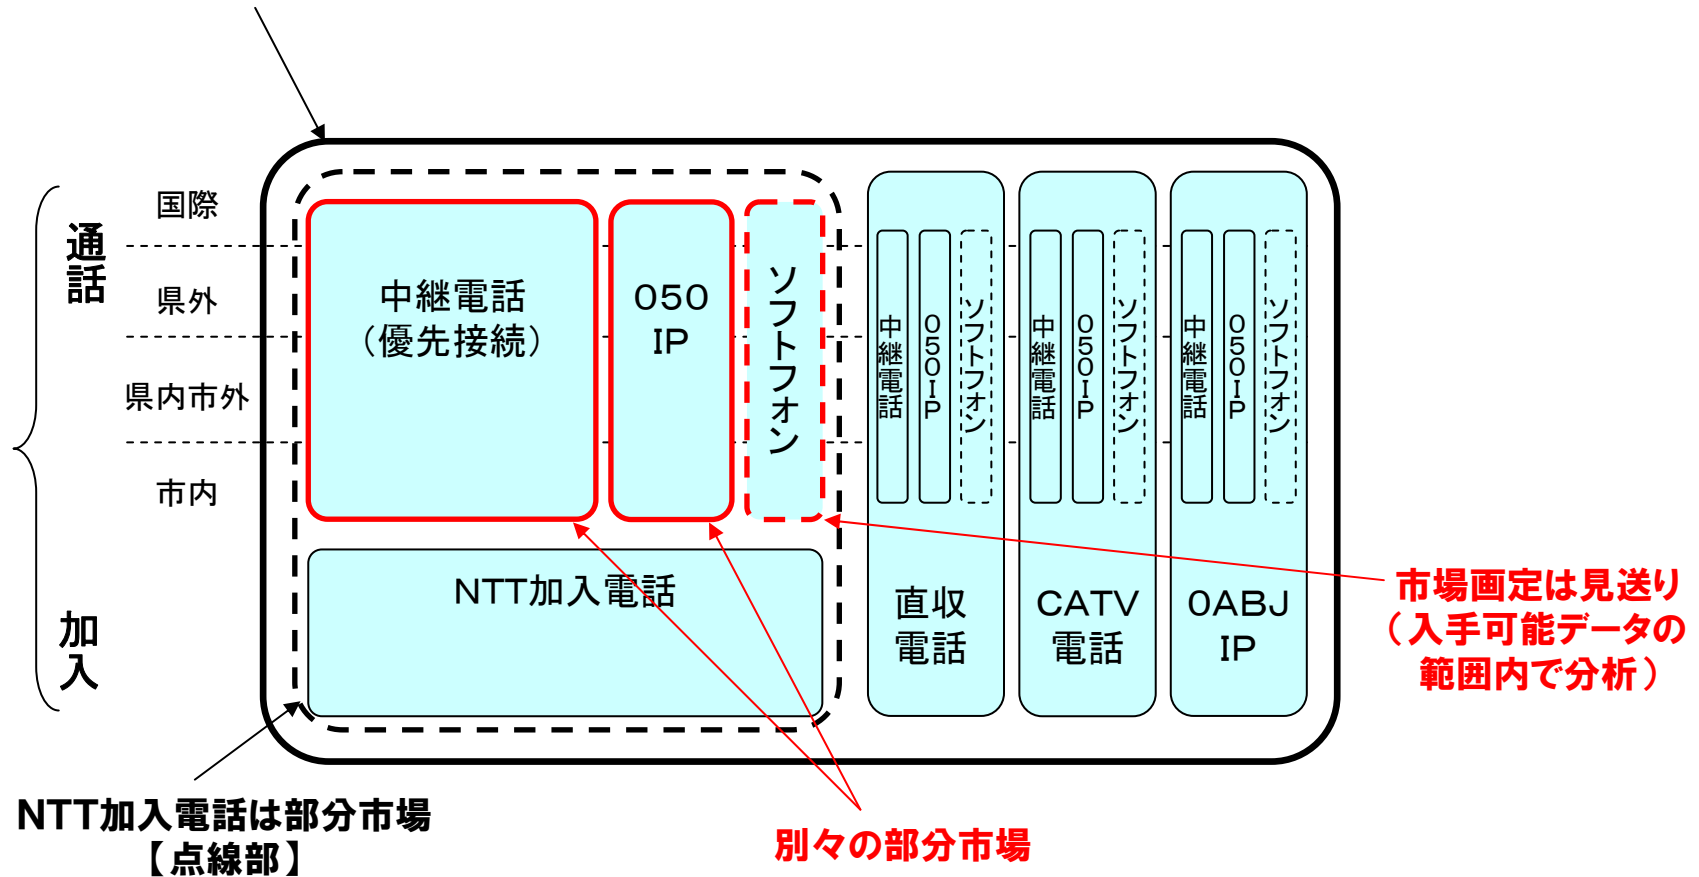 通話
加入
国際
県外
県内市外
市内
中継電話
（優先接続）
050
IP
ソフトフォン
NTT加入電話
中継電話
050IP
ソフトフォン
直収
電話
中継電話
050IP
ソフトフォン
CATV
電話
中継電話
050IP
ソフトフォン
0ABJ
IP
市場画定は見送り
（入手可能データの
範囲内で分析）
NTT加入電話は部分市場
【点線部】
別々の部分市場